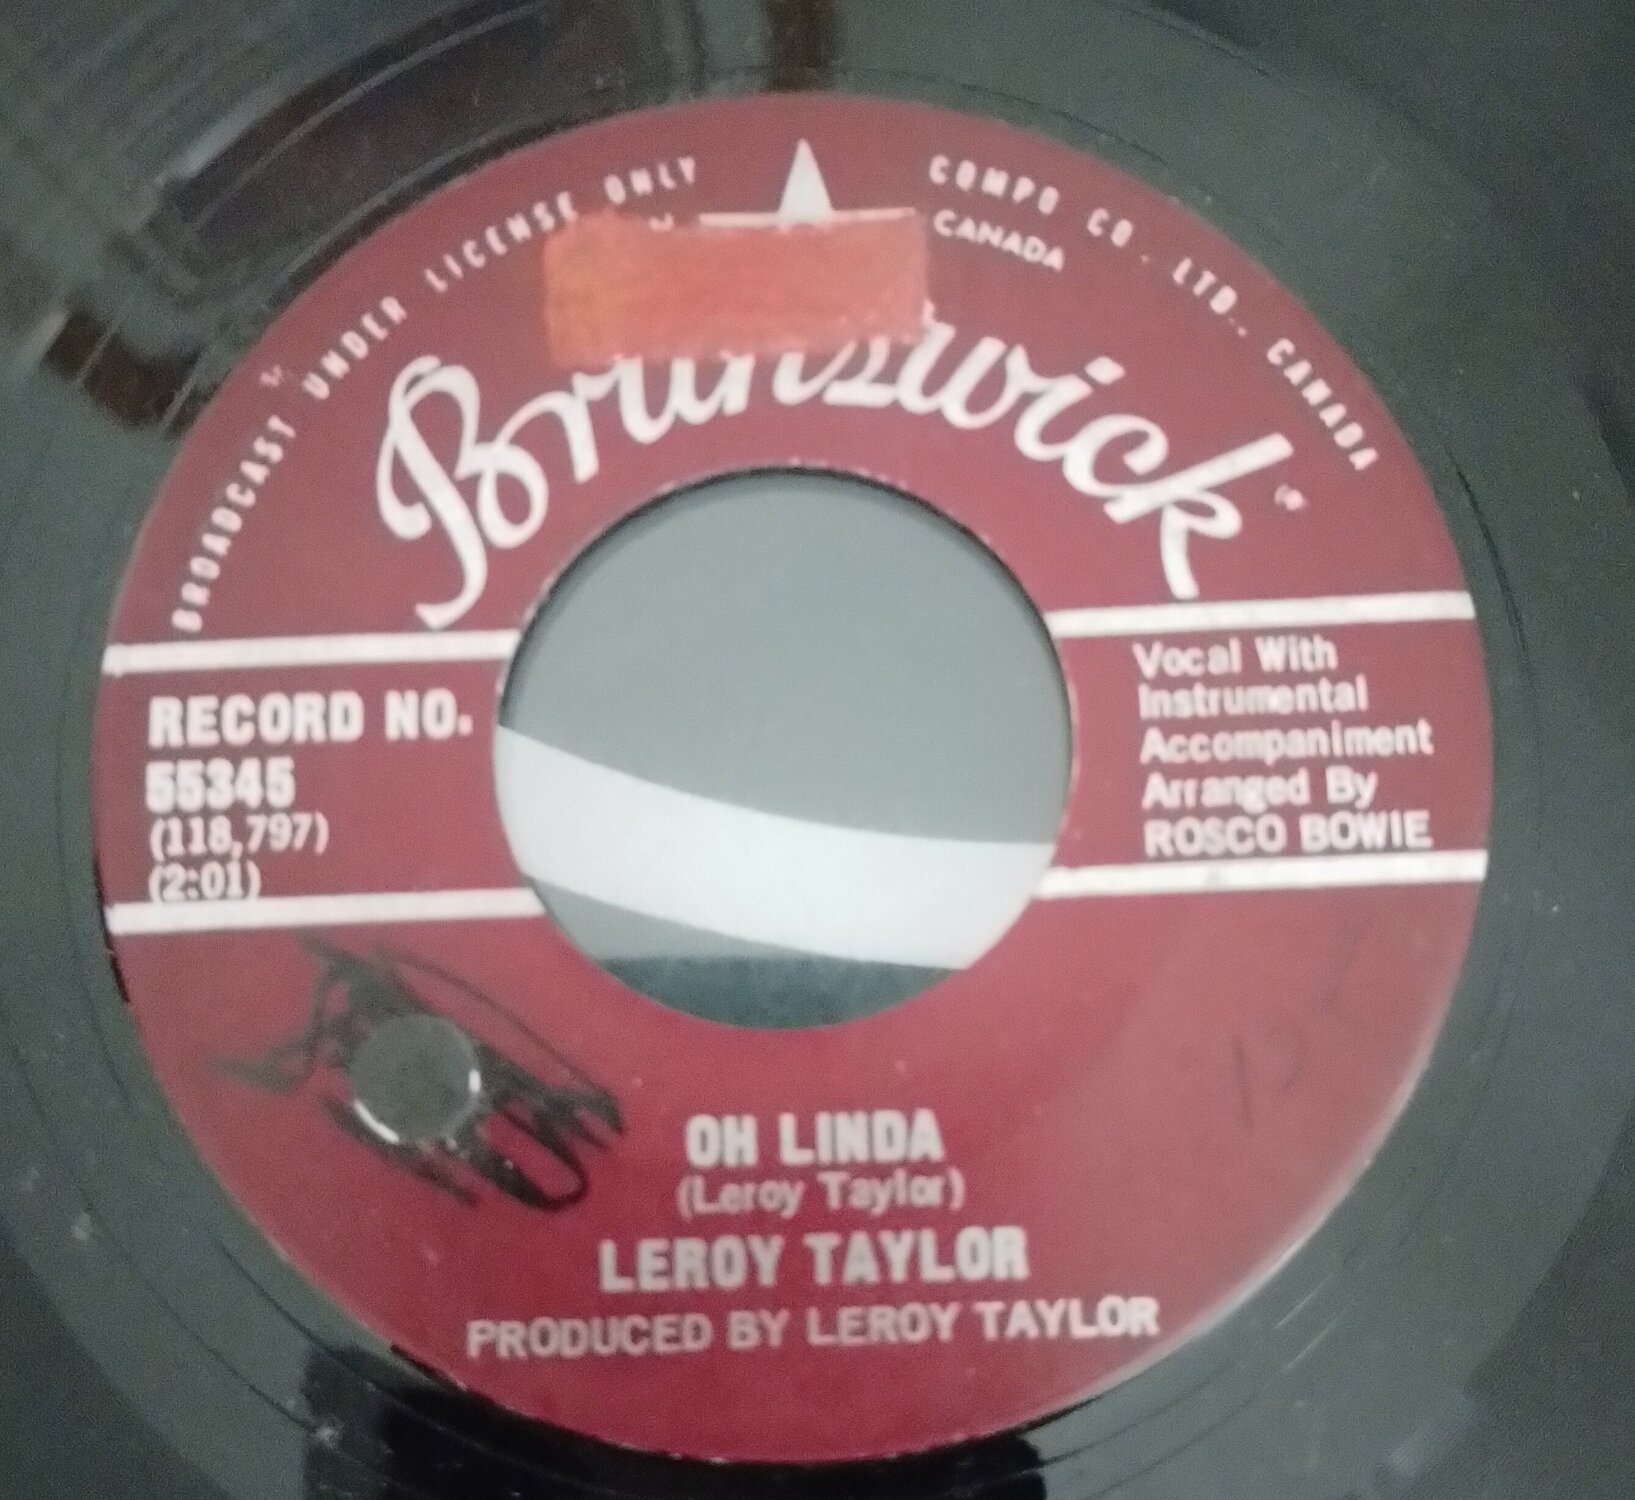 BROADCAST UNDER LICENSE ONLY
COMPO CO. LTD., CANADA
CANADA
Brunswick
RECORD NO.
55345
(118,797)
(2:01)
Vocal With
Instrumental
Accompaniment
Arranged By
ROSCO BOWIE
OH LINDA
(Leroy Taylor)
LEROY TAYLOR
PRODUCED BY LEROY TAYLOR